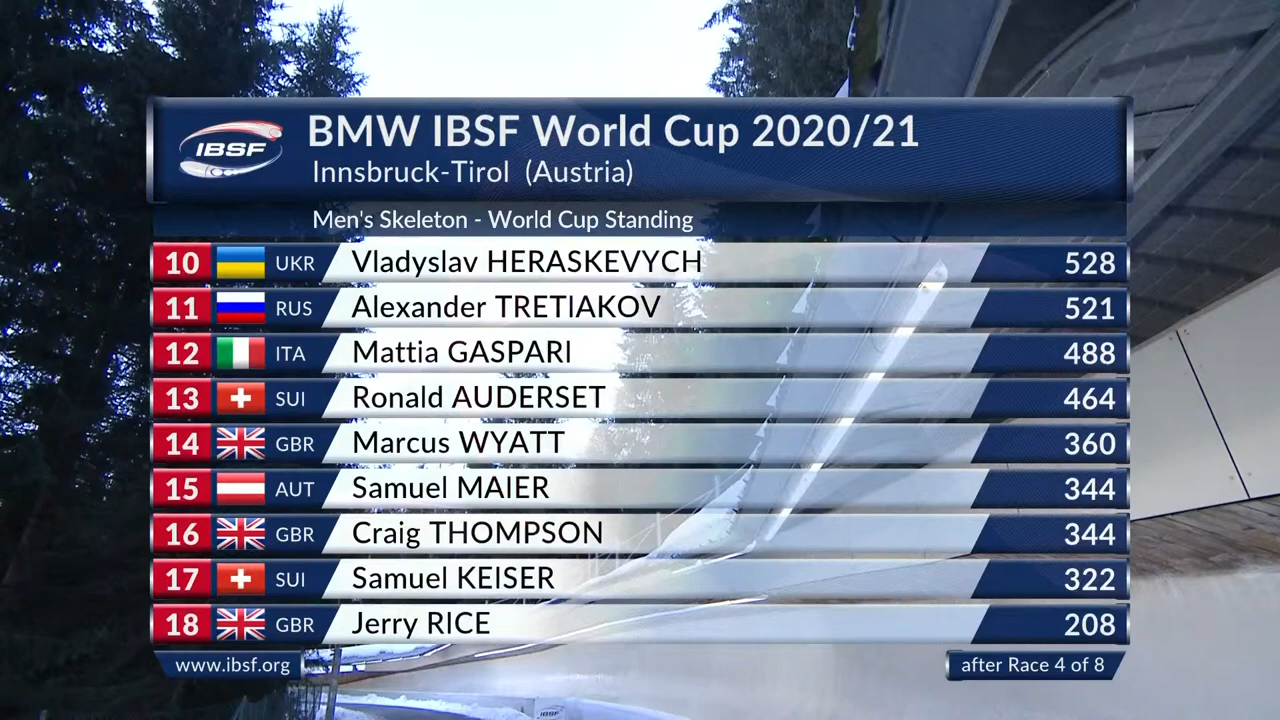 IBSF
BMW IBSF World Cup 2020/21
Innsbruck-Tirol (Austria)
Men's Skeleton - World Cup Standing
10 UKR Vladyslav HERASKEVYCH 528
11 RUS Alexander TRETIAKOV 521
12 ITA Mattia GASPARI 488
13 SUI Ronald AUDERSET 464
14 GBR Marcus WYATT 360
15 AUT Samuel MAIER 344
16 GBR Craig THOMPSON 344
17 SUI Samuel KEISER 322
18 GBR Jerry RICE 208
www.ibsf.org after Race 4 of 8
IBSF